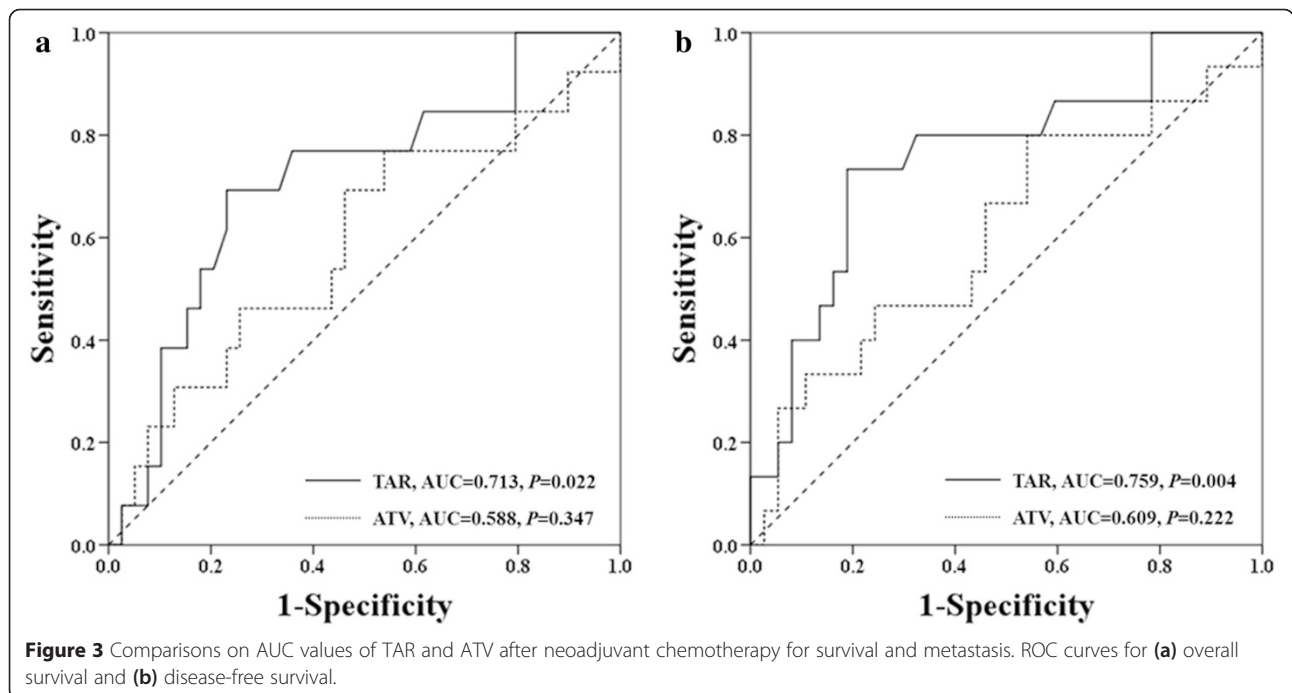 a
1.0
0.8
0.6
0.4
0.2
0.0
Sensitivity
TAR, AUC=0.713, P=0.022
ATV, AUC=0.588, P=0.347
0.0 0.2 0.4 0.6 0.8 1.0
1-Specificity
b
1.0
0.8
0.6
0.4
0.2
0.0
Sensitivity
TAR, AUC=0.759, P=0.004
ATV, AUC=0.609, P=0.222
0.0 0.2 0.4 0.6 0.8 1.0
1-Specificity
Figure 3 Comparisons on AUC values of TAR and ATV after neoadjuvant chemotherapy for survival and metastasis. ROC curves for (a) overall
survival and (b) disease-free survival.